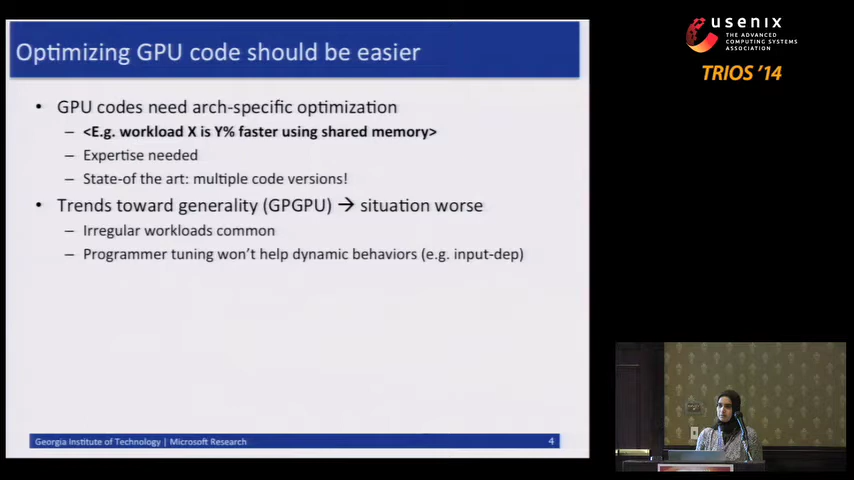 Optimizing GPU code should be easier
• GPU codes need arch-specific optimization
– <E.g. workload X is Y% faster using shared memory>
– Expertise needed
– State-of the art: multiple code versions!
• Trends toward generality (GPGPU) → situation worse
– Irregular workloads common
– Programmer tuning won't help dynamic behaviors (e.g. input-dep)
Georgia Institute of Technology | Microsoft Research 4
usenix
THE ADVANCED
COMPUTING SYSTEMS
ASSOCIATION
TRIOS '14